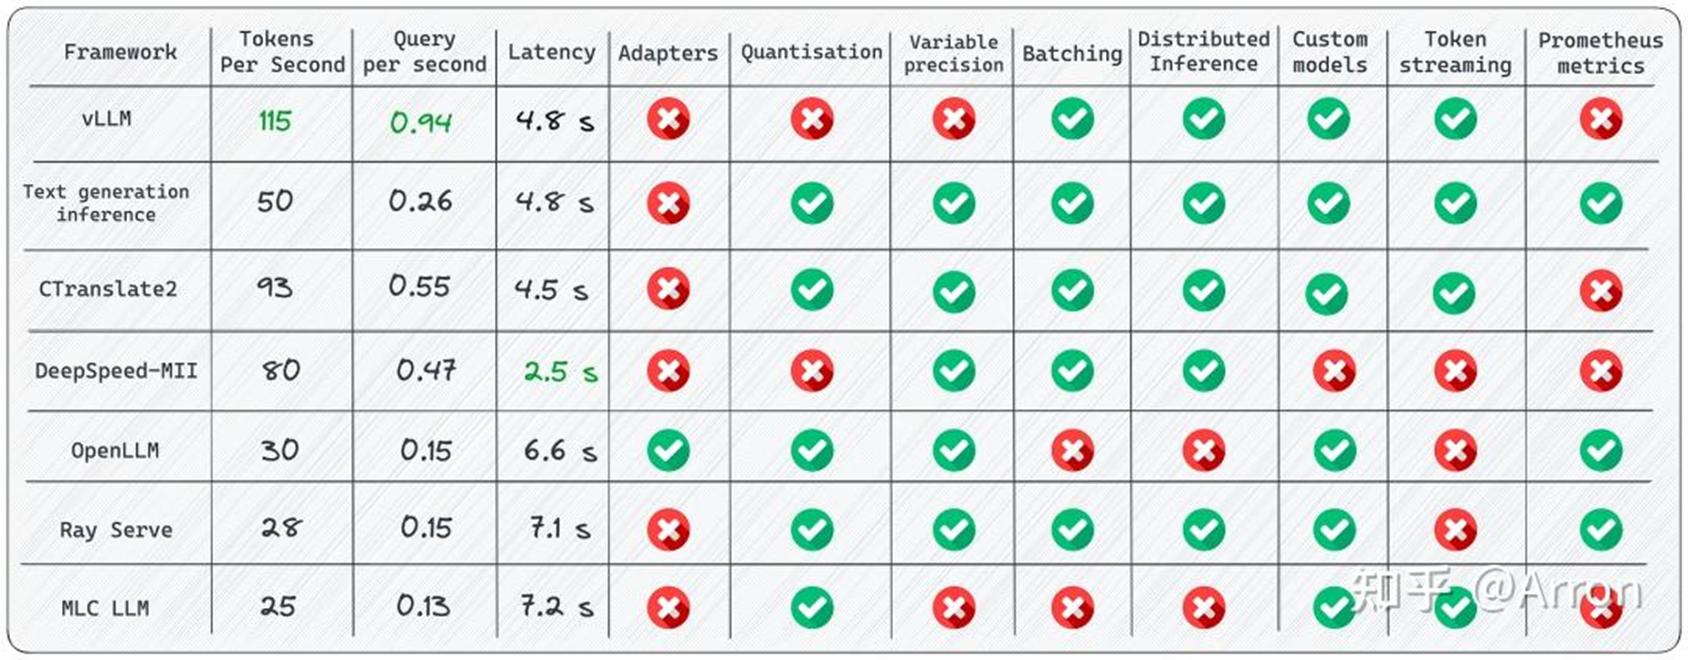 Framework Tokens Per Second Query per second Latency Adapters Quantisation Variable precision Batching Distributed Inference Custom models Token streaming Prometheus metrics
vLLM 115 0.94 4.8 s
Text generation inference 50 0.26 4.8 s
CTranslate2 93 0.55 4.5 s
DeepSpeed-MII 80 0.47 2.5 s
OpenLLM 30 0.15 6.6 s
Ray Serve 28 0.15 7.1 s
MLC LLM 25 0.13 7.2 s
知乎 @Arron